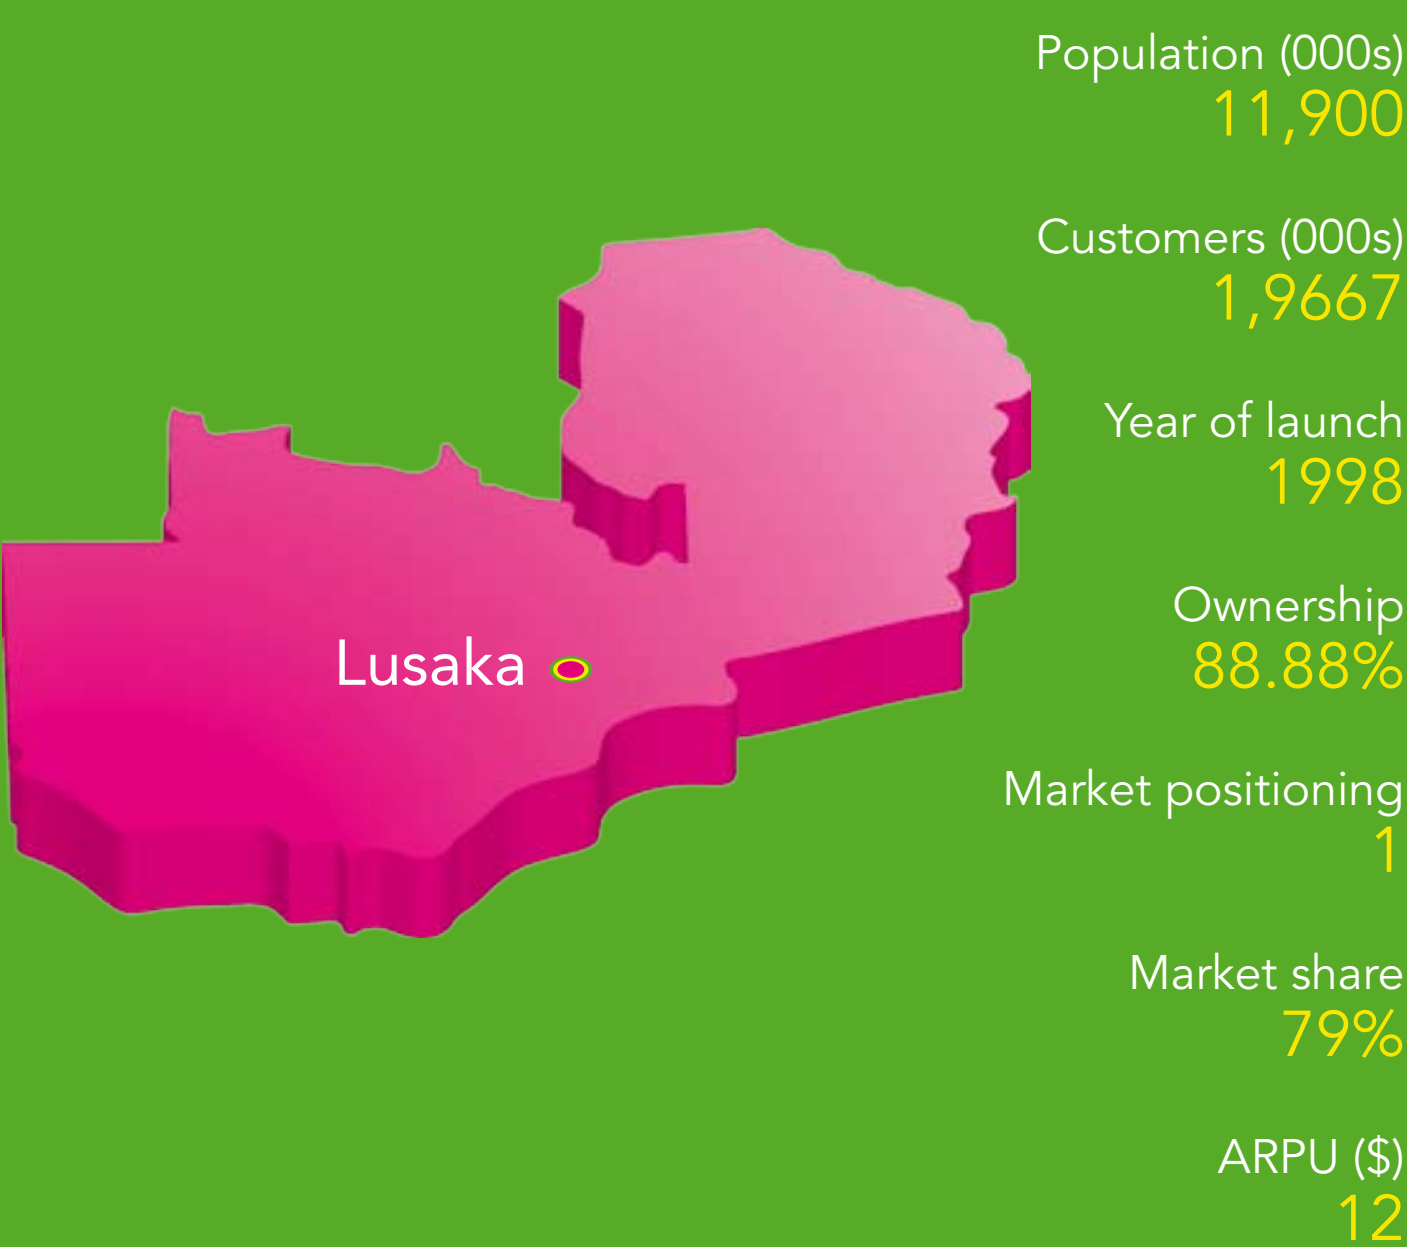 Population (000s)
11,900
Customers (000s)
1,9667
Year of launch
1998
Ownership
88.88%
Lusaka
Market positioning
1
Market share
79%
ARPU ($)
12